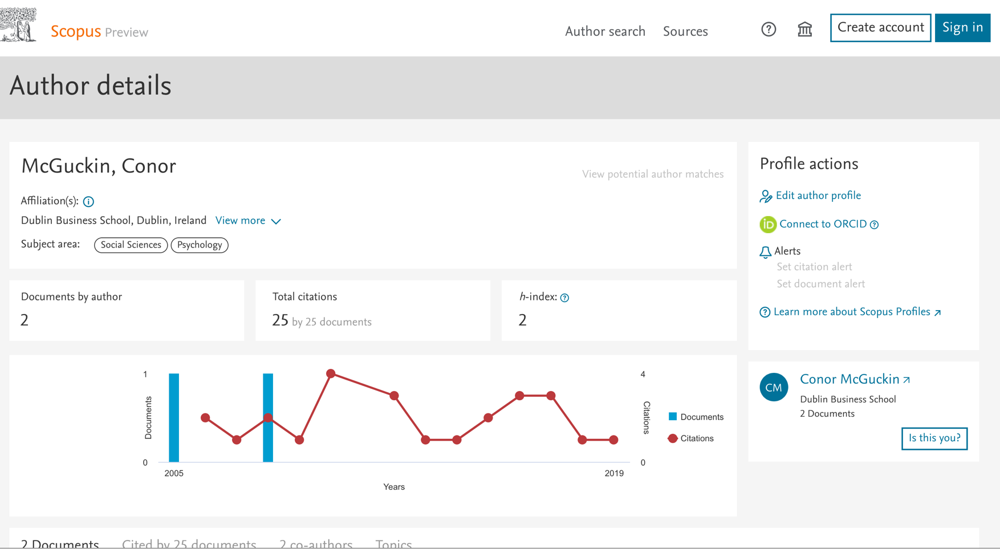 Scopus Preview
Author search
Sources
Create account
Sign in
Author details
McGuckin, Conor
View potential author matches
Affiliation(s):
Dublin Business School, Dublin, Ireland View more
Subject area: Social Sciences Psychology
Documents by author
2
Total citations
25 by 25 documents
h-index:
2
1
0
Documents
4
0
Citations
2005
2019
Years
Documents
Citations
Profile actions
Edit author profile
iD Connect to ORCID
Alerts
Set citation alert
Set document alert
Learn more about Scopus Profiles
CM
Conor McGuckin
Dublin Business School
2 Documents
Is this you?
2 Documents
Cited by 25 documents
2 co-authors
Topics